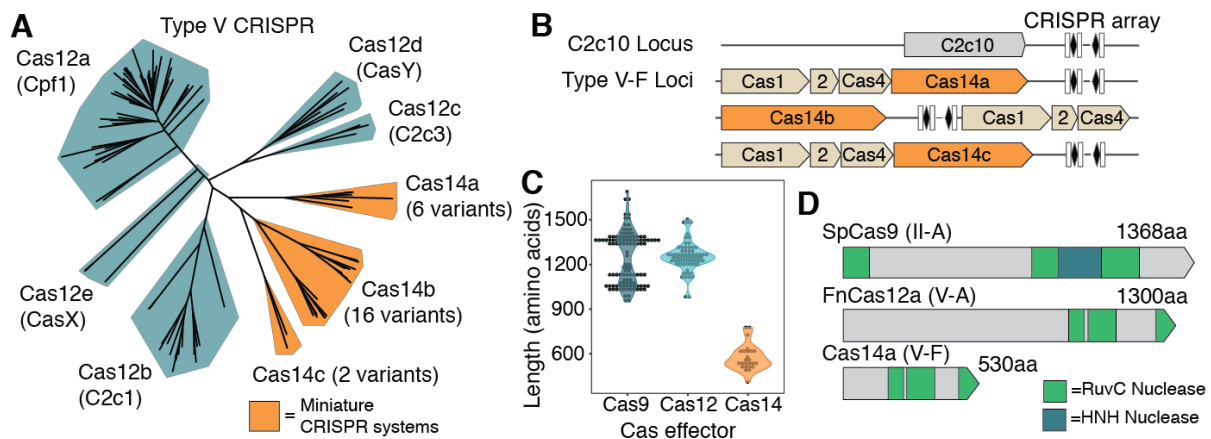 A
Type V CRISPR
Cas12a
(Cpf1)
Cas12d
(CasY)
Cas12c
(C2c3)
Cas14a
(6 variants)
Cas14b
(16 variants)
Cas14c (2 variants)
Cas12e
(CasX)
Cas12b
(C2c1)
= Miniature
CRISPR systems
B
CRISPR array
C2c10 Locus
C2c10
Type V-F Loci
Cas1 2 Cas4 Cas14a
Cas14b Cas1 2 Cas4
Cas1 2 Cas4 Cas14c
C
Length (amino acids)
1500
1200
900
600
Cas9 Cas12 Cas14
Cas effector
D
SpCas9 (II-A) 1368aa
FnCas12a (V-A) 1300aa
Cas14a (V-F) 530aa
=RuvC Nuclease
=HNH Nuclease